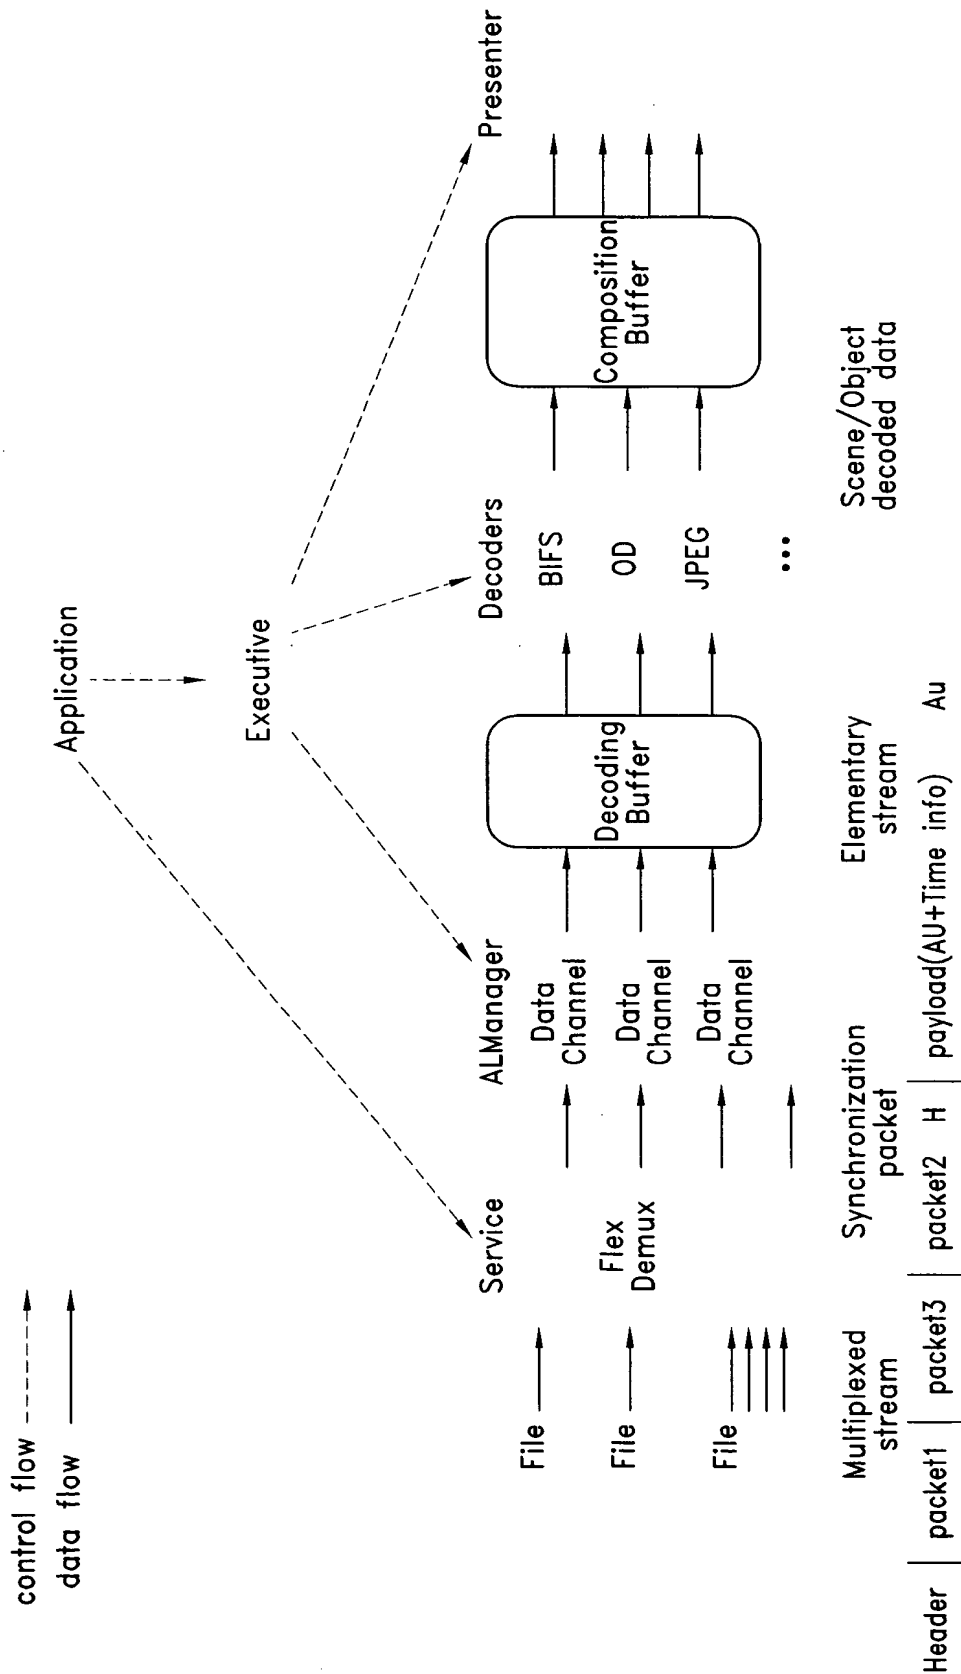 control flow
data flow
Application
Executive
Service
ALManager
Decoders
Presenter
File
File
File
Flex
Demux
Data
Channel
Data
Channel
Data
Channel
Decoding
Buffer
BIFS
OD
JPEG
...
Composition
Buffer
Multiplexed
stream
Synchronization
packet
Elementary
stream
Scene/Object
decoded data
Header | packet1 | packet3 | packet2 H | payload(AU+Time info) Au